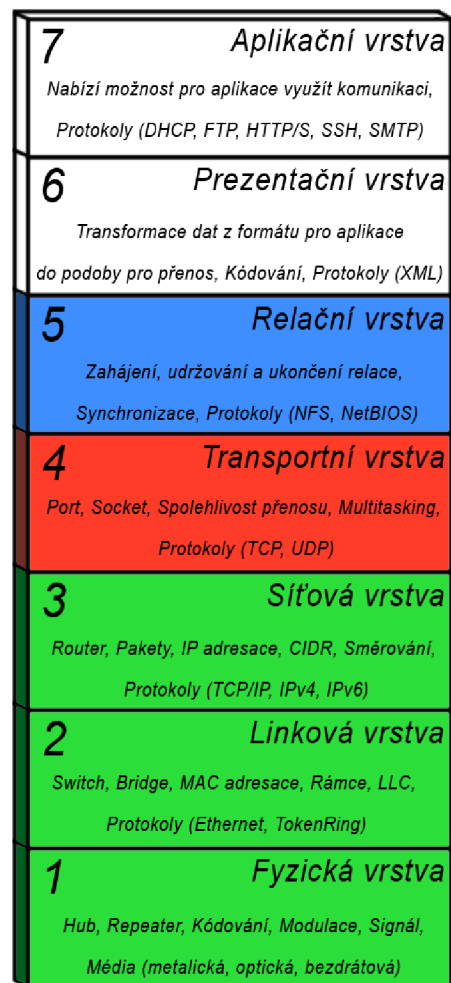 7 Aplikační vrstva
Nabízí možnost pro aplikace využít komunikaci,
Protokoly (DHCP, FTP, HTTP/S, SSH, SMTP)
6 Prezentační vrstva
Transformace dat z formátu pro aplikace
do podoby pro přenos, Kódování, Protokoly (XML)
5 Relační vrstva
Zahájení, udržování a ukončení relace,
Synchronizace, Protokoly (NFS, NetBIOS)
4 Transportní vrstva
Port, Socket, Spolehlivost přenosu, Multitasking,
Protokoly (TCP, UDP)
3 Síťová vrstva
Router, Pakety, IP adresace, CIDR, Směrování,
Protokoly (TCP/IP, IPv4, IPv6)
2 Linková vrstva
Switch, Bridge, MAC adresace, Rámce, LLC,
Protokoly (Ethernet, TokenRing)
1 Fyzická vrstva
Hub, Repeater, Kódování, Modulace, Signál,
Média (metalická, optická, bezdrátová)